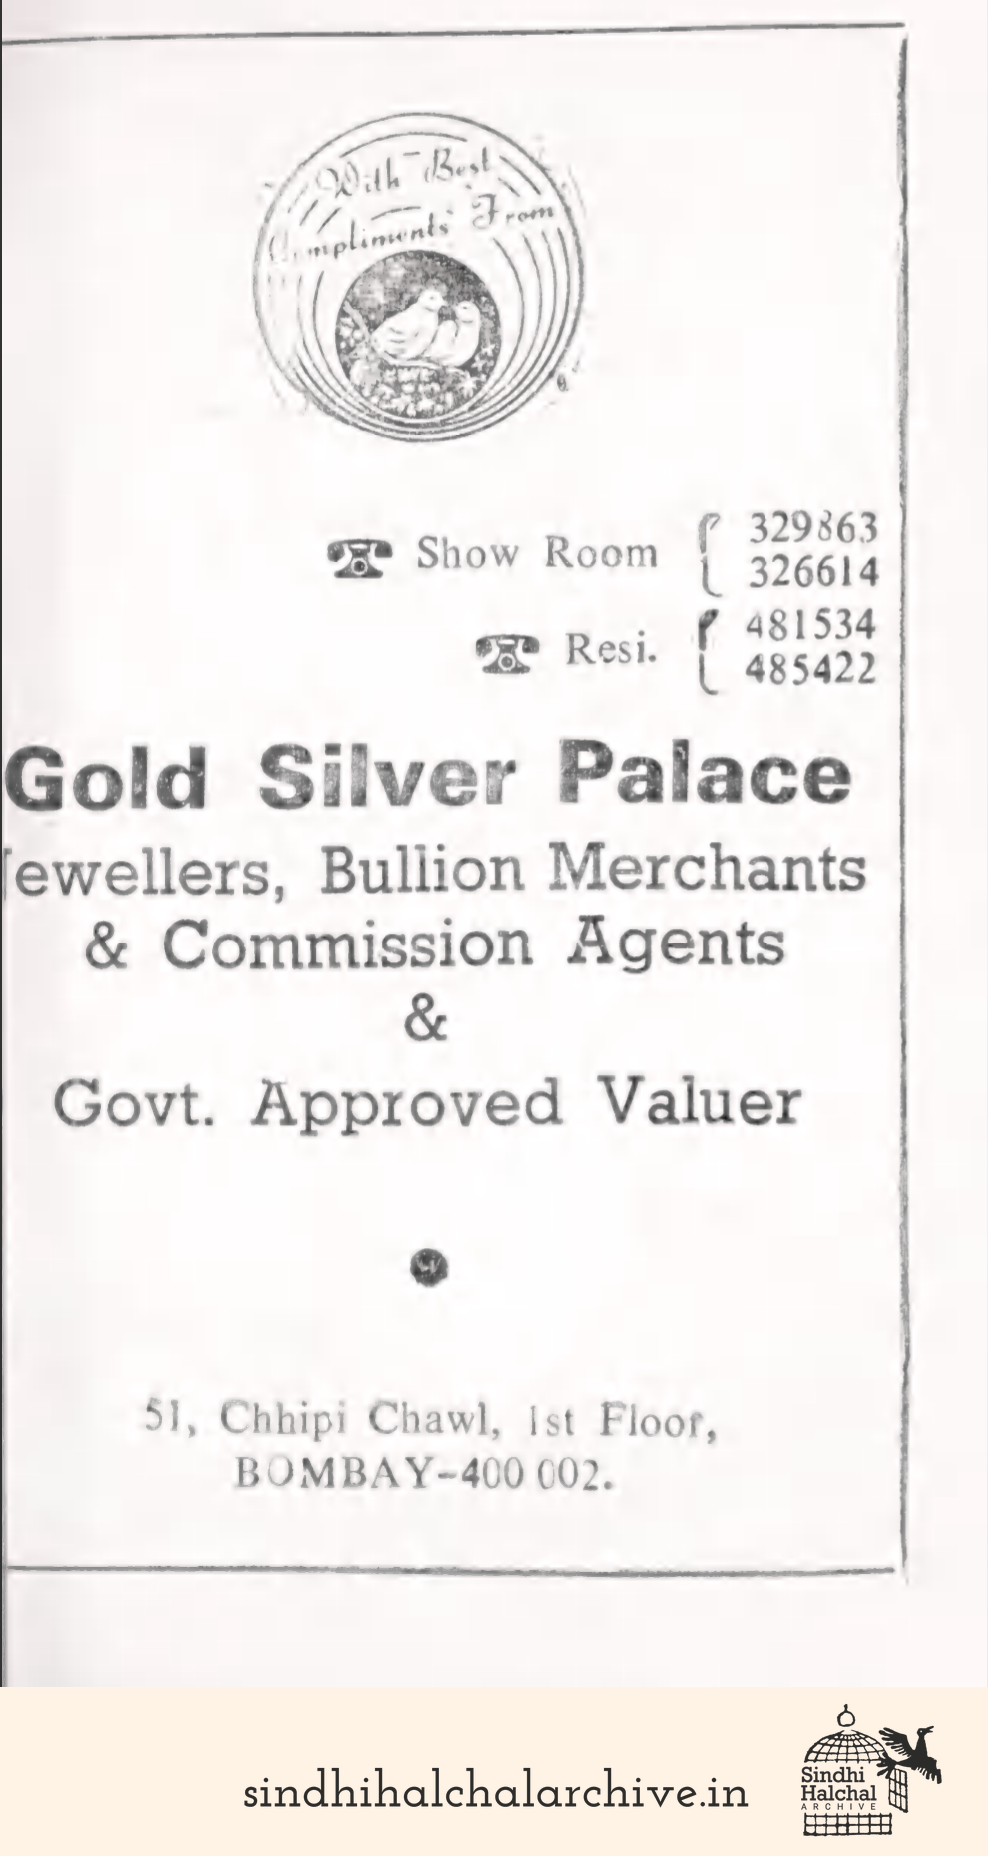 With Best
Compliments From
Show Room 329863
326614
Resi. 481534
485422
Gold Silver Palace
Jewellers, Bullion Merchants
& Commission Agents
&
Govt. Approved Valuer
51, Chhipi Chawl, 1st Floor,
BOMBAY-400 002.
sindhihalchalarchive.in
Sindhi
Halchal
ARCHIVE